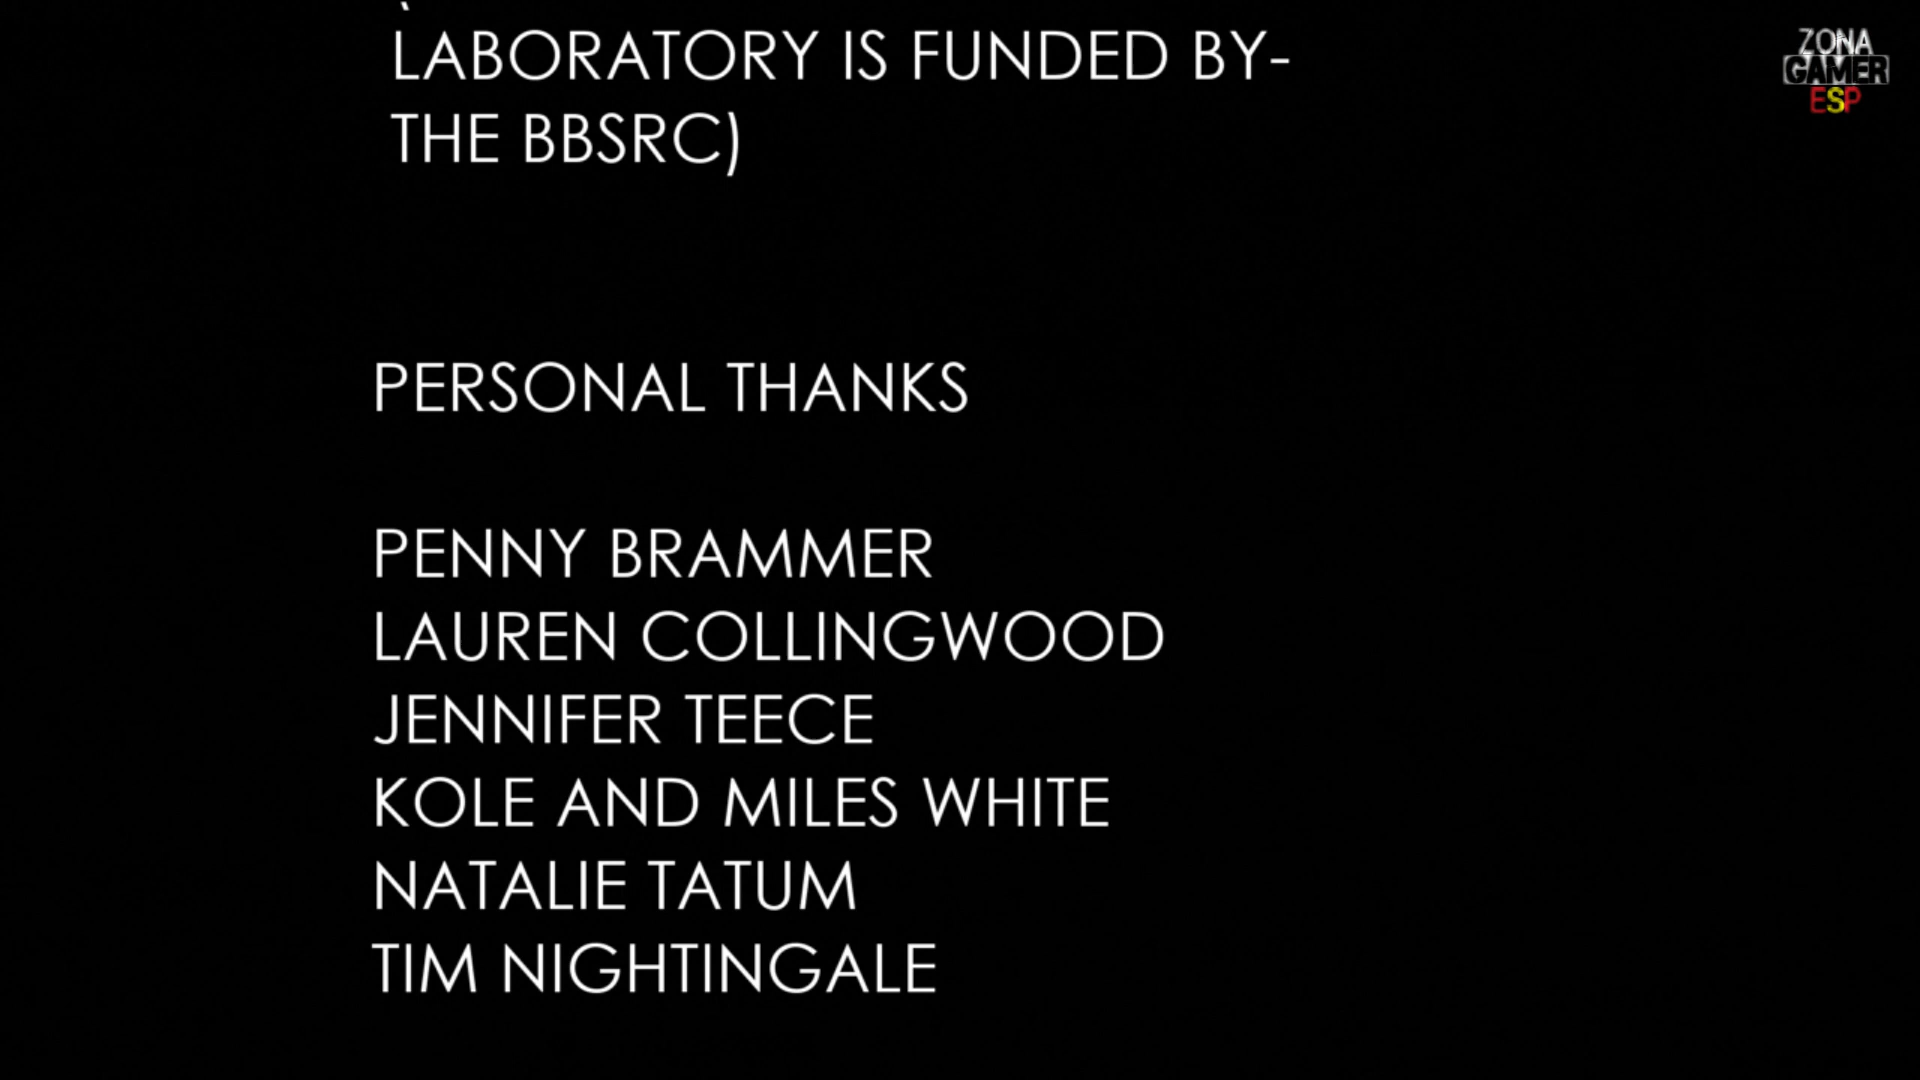 LABORATORY IS FUNDED BY-
THE BBSRC)
PERSONAL THANKS
PENNY BRAMMER
LAUREN COLLINGWOOD
JENNIFER TEECE
KOLE AND MILES WHITE
NATALIE TATUM
TIM NIGHTINGALE
ZONA
GAMER
ESP